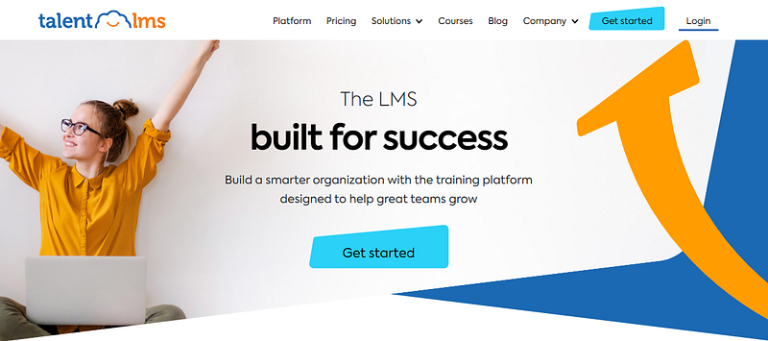 talent lms
Platform Pricing Solutions Courses Blog Company Get started Login
The LMS
built for success
Build a smarter organization with the training platform
designed to help great teams grow
Get started